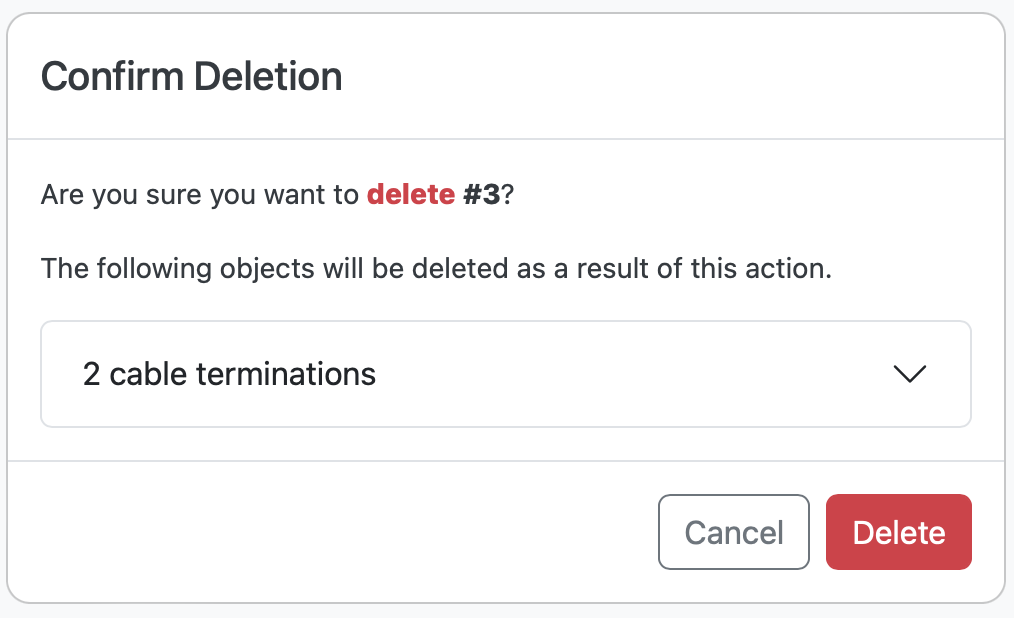 Confirm Deletion
Are you sure you want to delete #3?
The following objects will be deleted as a result of this action.
2 cable terminations
Cancel
Delete